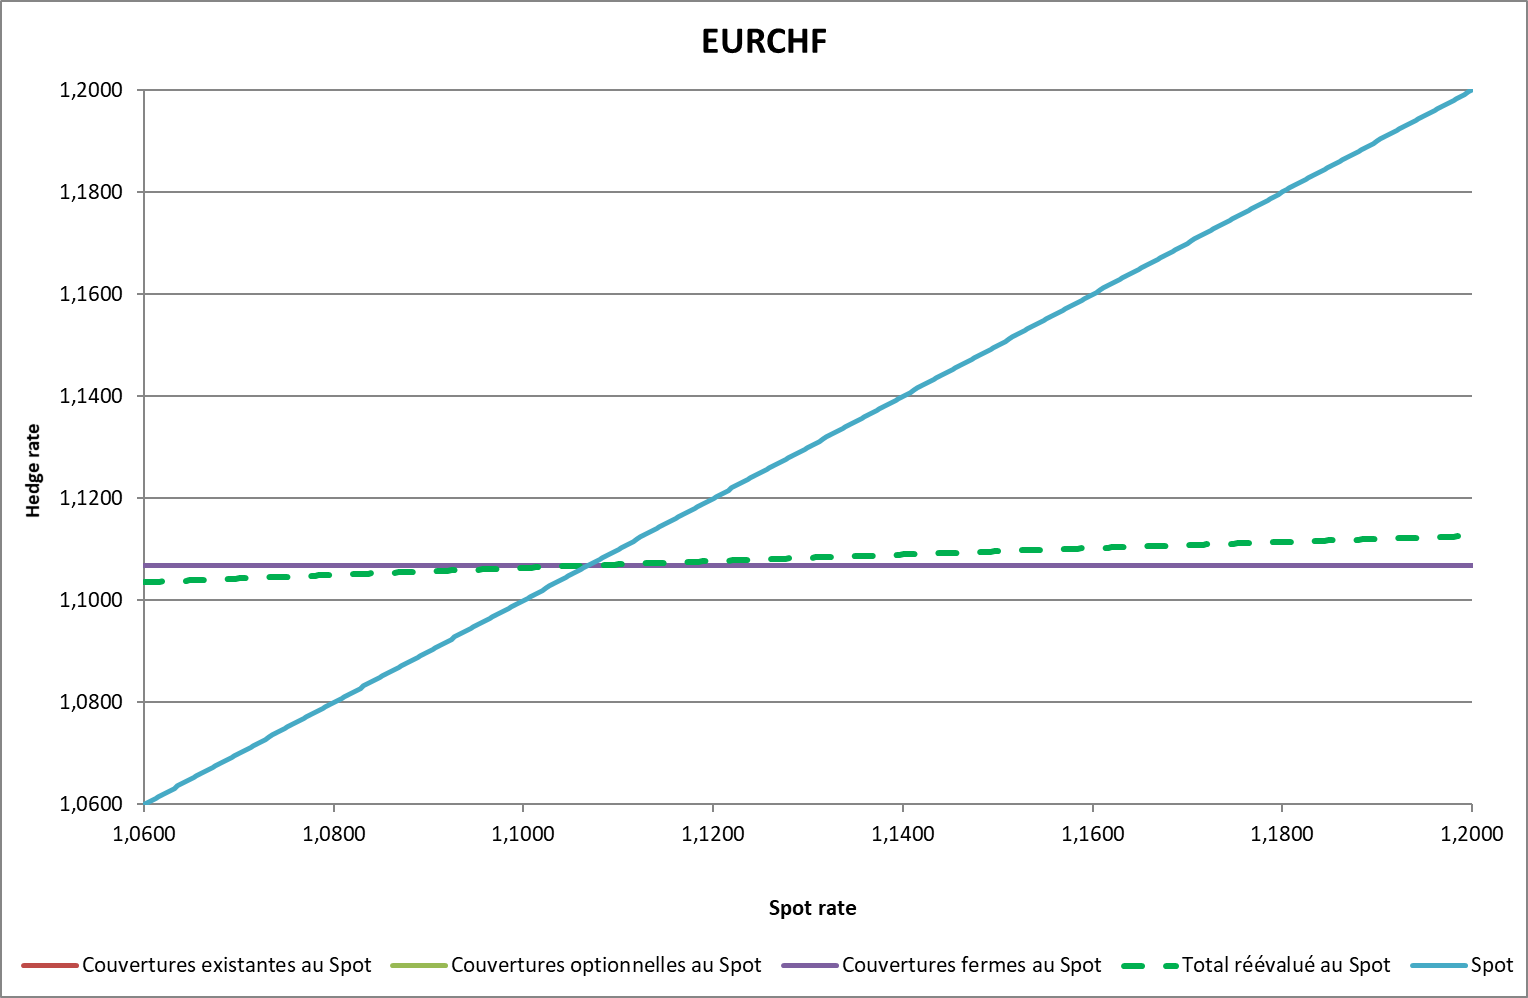 EURCHF
1,2000
1,1800
1,1600
1,1400
1,1200
1,1000
1,0800
1,0600
Hedge rate
1,0600 1,0800 1,1000 1,1200 1,1400 1,1600 1,1800 1,2000
Spot rate
Couvertures existantes au Spot Couvertures optionnelles au Spot Couvertures fermes au Spot Total réévalué au Spot Spot